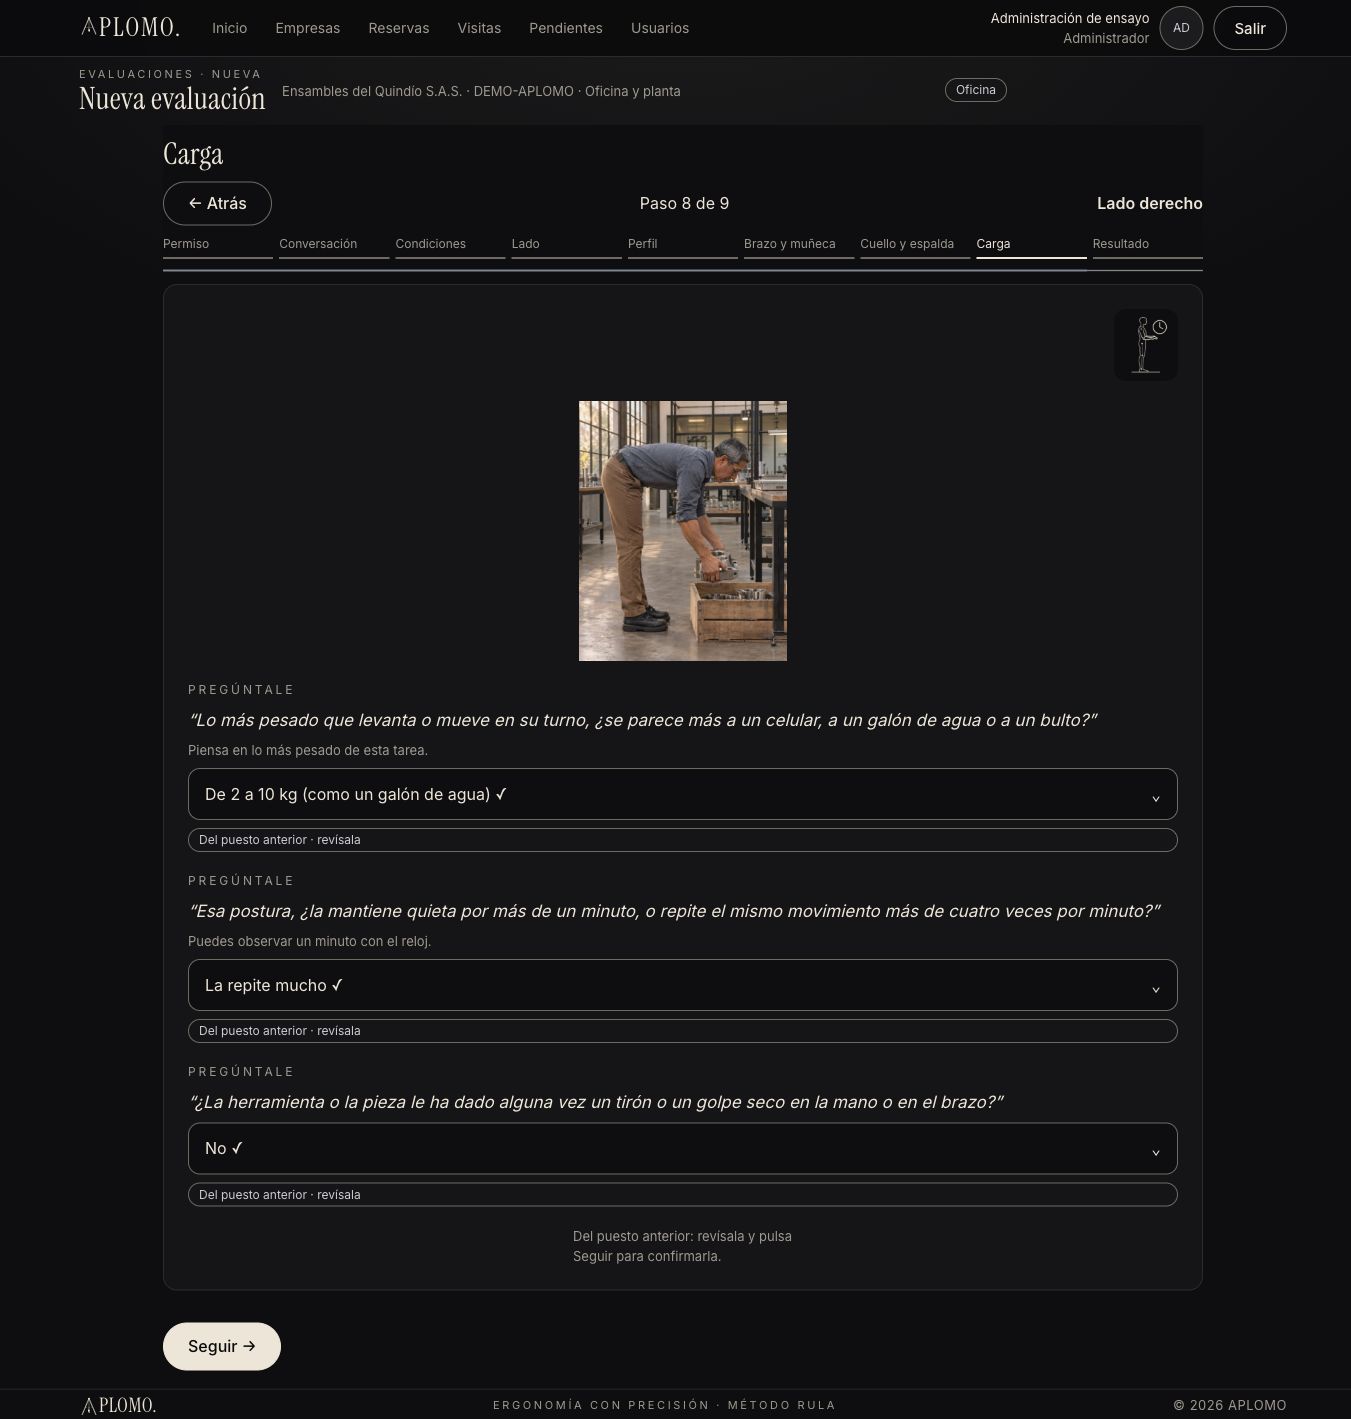 APLOMO.
Inicio
Empresas
Reservas
Visitas
Pendientes
Usuarios
Administración de ensayo
Administrador
AD
Salir
EVALUACIONES · NUEVA
Nueva evaluación
Ensambles del Quindío S.A.S. · DEMO-APLOMO · Oficina y planta
Oficina
Carga
← Atrás
Paso 8 de 9
Lado derecho
Permiso
Conversación
Condiciones
Lado
Perfil
Brazo y muñeca
Cuello y espalda
Carga
Resultado
PREGÚNTALE
“Lo más pesado que levanta o mueve en su turno, ¿se parece más a un celular, a un galón de agua o a un bulto?”
Piensa en lo más pesado de esta tarea.
De 2 a 10 kg (como un galón de agua) ✓
Del puesto anterior · revísala
PREGÚNTALE
“Esa postura, ¿la mantiene quieta por más de un minuto, o repite el mismo movimiento más de cuatro veces por minuto?”
Puedes observar un minuto con el reloj.
La repite mucho ✓
Del puesto anterior · revísala
PREGÚNTALE
“¿La herramienta o la pieza le ha dado alguna vez un tirón o un golpe seco en la mano o en el brazo?”
No ✓
Del puesto anterior · revísala
Del puesto anterior: revísala y pulsa
Seguir para confirmarla.
Seguir →
APLOMO.
ERGONOMÍA CON PRECISIÓN · MÉTODO RULA
© 2026 APLOMO